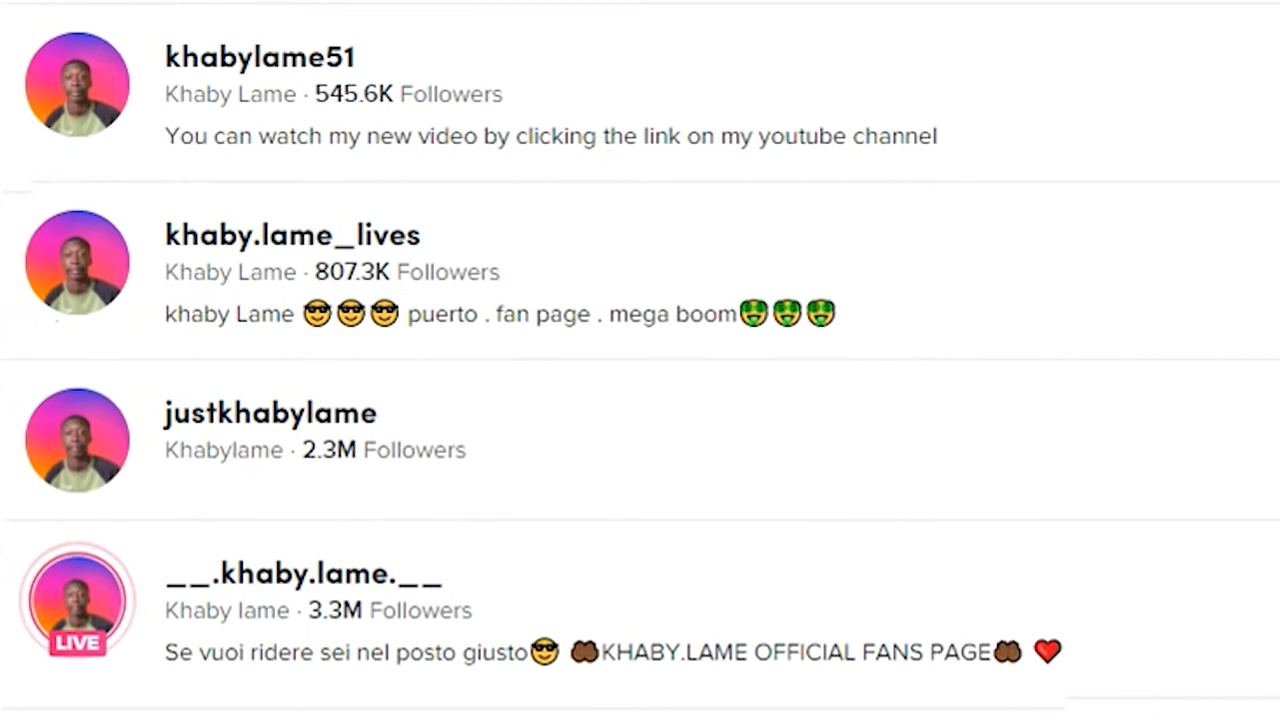 khabylame51
Khaby Lame · 545.6K Followers
You can watch my new video by clicking the link on my youtube channel
khaby.lame_lives
Khaby Lame · 807.3K Followers
khaby Lame 😎😎😎 puerto . fan page . mega boom🤑🤑🤑
justkhabylame
Khabylame · 2.3M Followers
__.khaby.lame.__
Khaby lame · 3.3M Followers
LIVE
Se vuoi ridere sei nel posto giusto😎 🤲🏿KHABY.LAME OFFICIAL FANS PAGE🤲🏿 ❤️